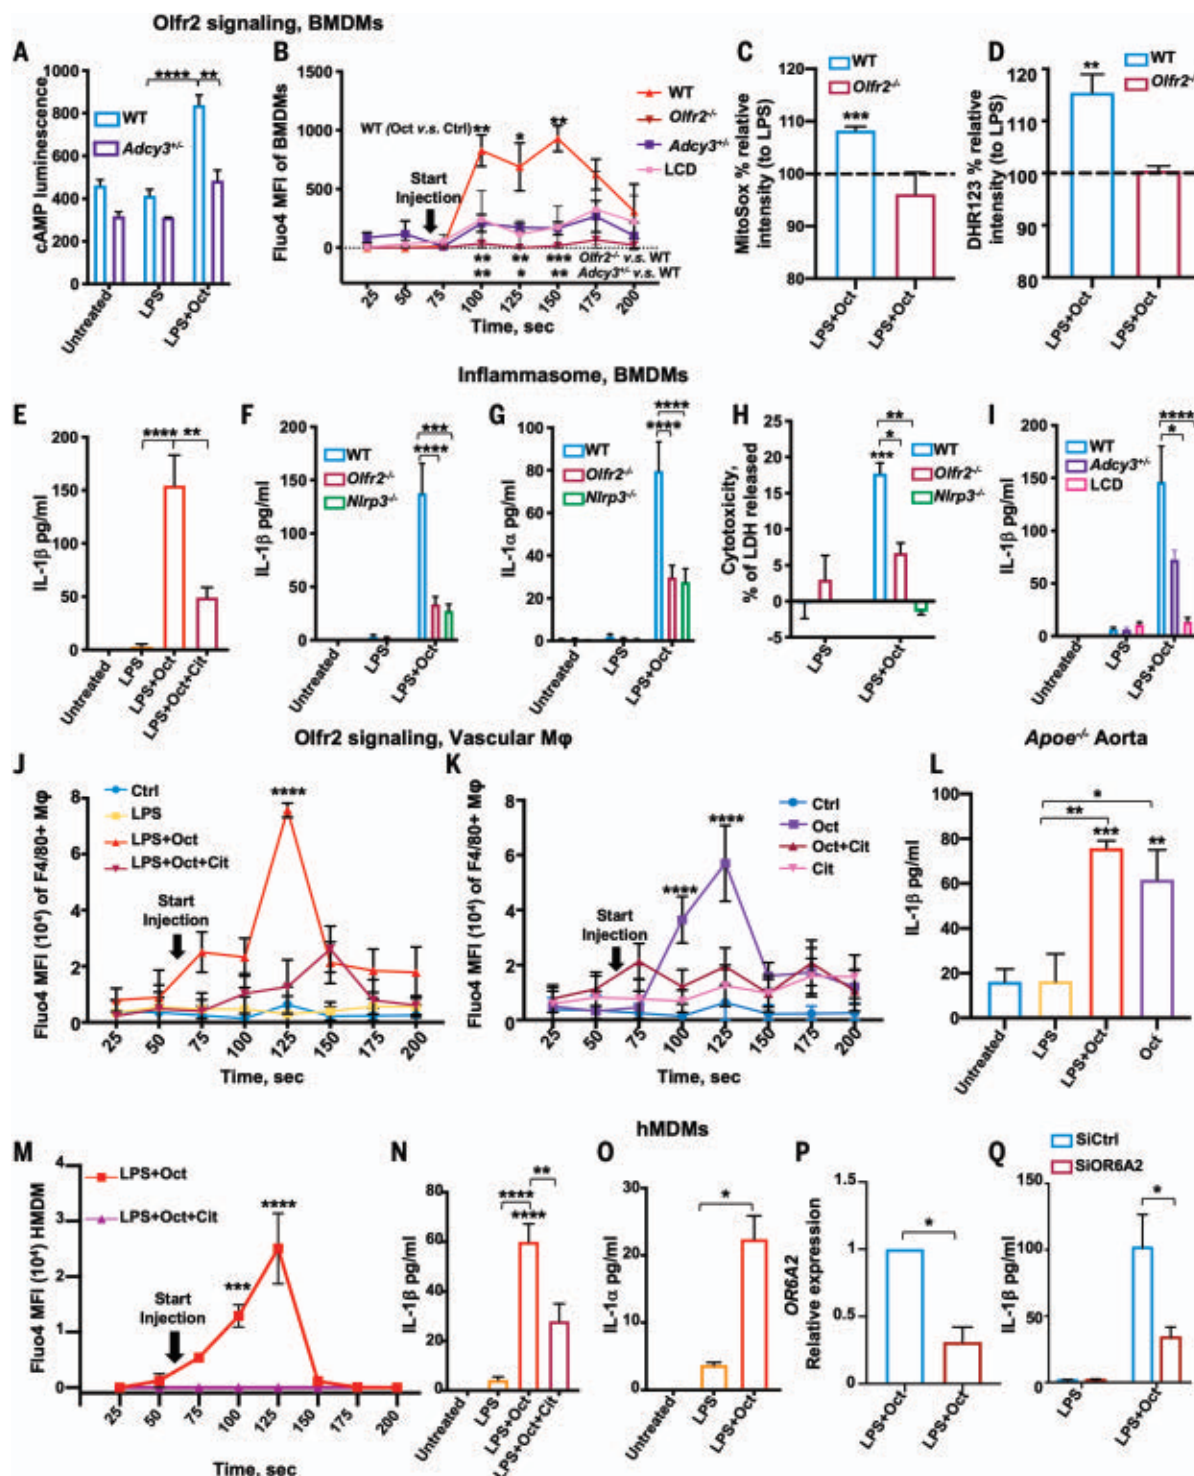 Olfr2 signaling, BMDMs
A
cAMP luminescence
1000
800
600
400
200
0
WT
Adcy3+/-
**** **
Untreated
LPS
LPS+Oct
B
Fluo4 MFI of BMDMs
1500
1000
500
0
WT (Oct v.s. Ctrl) ** * **
Start
Injection
WT
Olfr2-/-
Adcy3+/-
LCD
** ** *** Olfr2-/- v.s. WT
** * ** Adcy3+/- v.s. WT
25 50 75 100 125 150 175 200
Time, sec
C
MitoSox % relative
intensity (to LPS)
120
110
100
90
80
WT
Olfr2-/-
***
LPS+Oct
LPS+Oct
D
DHR123 % relative
intensity (to LPS)
120
110
100
90
80
WT
Olfr2-/-
**
LPS+Oct
LPS+Oct
Inflammasome, BMDMs
E
IL-1β pg/ml
200
150
100
50
0
**** **
Untreated
LPS
LPS+Oct
LPS+Oct+Cit
F
IL-1β pg/ml
200
150
100
50
0
WT
Olfr2-/-
Nlrp3-/-
***
****
Untreated
LPS
LPS+Oct
G
IL-1α pg/ml
100
80
60
40
20
0
WT
Olfr2-/-
Nlrp3-/-
****
****
Untreated
LPS
LPS+Oct
H
Cytotoxicity,
% of LDH released
25
20
15
10
5
0
-5
WT
Olfr2-/-
Nlrp3-/-
**
*
***
LPS
LPS+Oct
I
IL-1β pg/ml
200
150
100
50
0
WT
Adcy3+/-
LCD
****
*
Untreated
LPS
LPS+Oct
Olfr2 signaling, Vascular Mφ
J
Fluo4 MFI (10⁴) of F4/80+ Mφ
8
6
4
2
0
Ctrl
LPS
LPS+Oct
LPS+Oct+Cit
****
Start
Injection
25 50 75 100 125 150 175 200
Time, sec
K
Fluo4 MFI (10⁴) of F4/80+ Mφ
8
6
4
2
0
Ctrl
Oct
Oct+Cit
Cit
****
****
Start
Injection
25 50 75 100 125 150 175 200
Time, sec
Apoe-/- Aorta
L
IL-1β pg/ml
100
80
60
40
20
0
*
**
***
**
Untreated
LPS
LPS+Oct
Oct
hMDMs
M
Fluo4 MFI (10⁴) HMDM
4
3
2
1
0
LPS+Oct
LPS+Oct+Cit
****
***
Start
Injection
25 50 75 100 125 150 175 200
Time, sec
N
IL-1β pg/ml
80
60
40
20
0
**
****
****
Untreated
LPS
LPS+Oct
LPS+Oct+Cit
O
IL-1α pg/ml
30
20
10
0
*
Untreated
LPS
LPS+Oct
P
OR6A2
Relative expression
1.5
1
0.5
0
*
LPS+Oct
LPS+Oct
Q
SiCtrl
SiOR6A2
IL-1β pg/ml
150
100
50
0
*
LPS
LPS+Oct